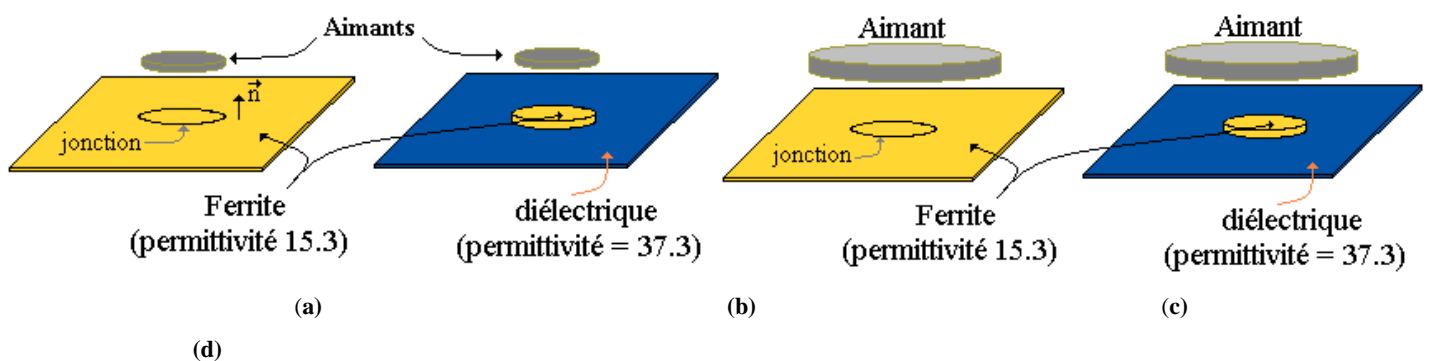 Aimants
n
jonction
Ferrite
(permittivité 15.3)
diélectrique
(permittivité = 37.3)
Aimant
Aimant
jonction
Ferrite
(permittivité 15.3)
diélectrique
(permittivité = 37.3)
(a)
(b)
(c)
(d)